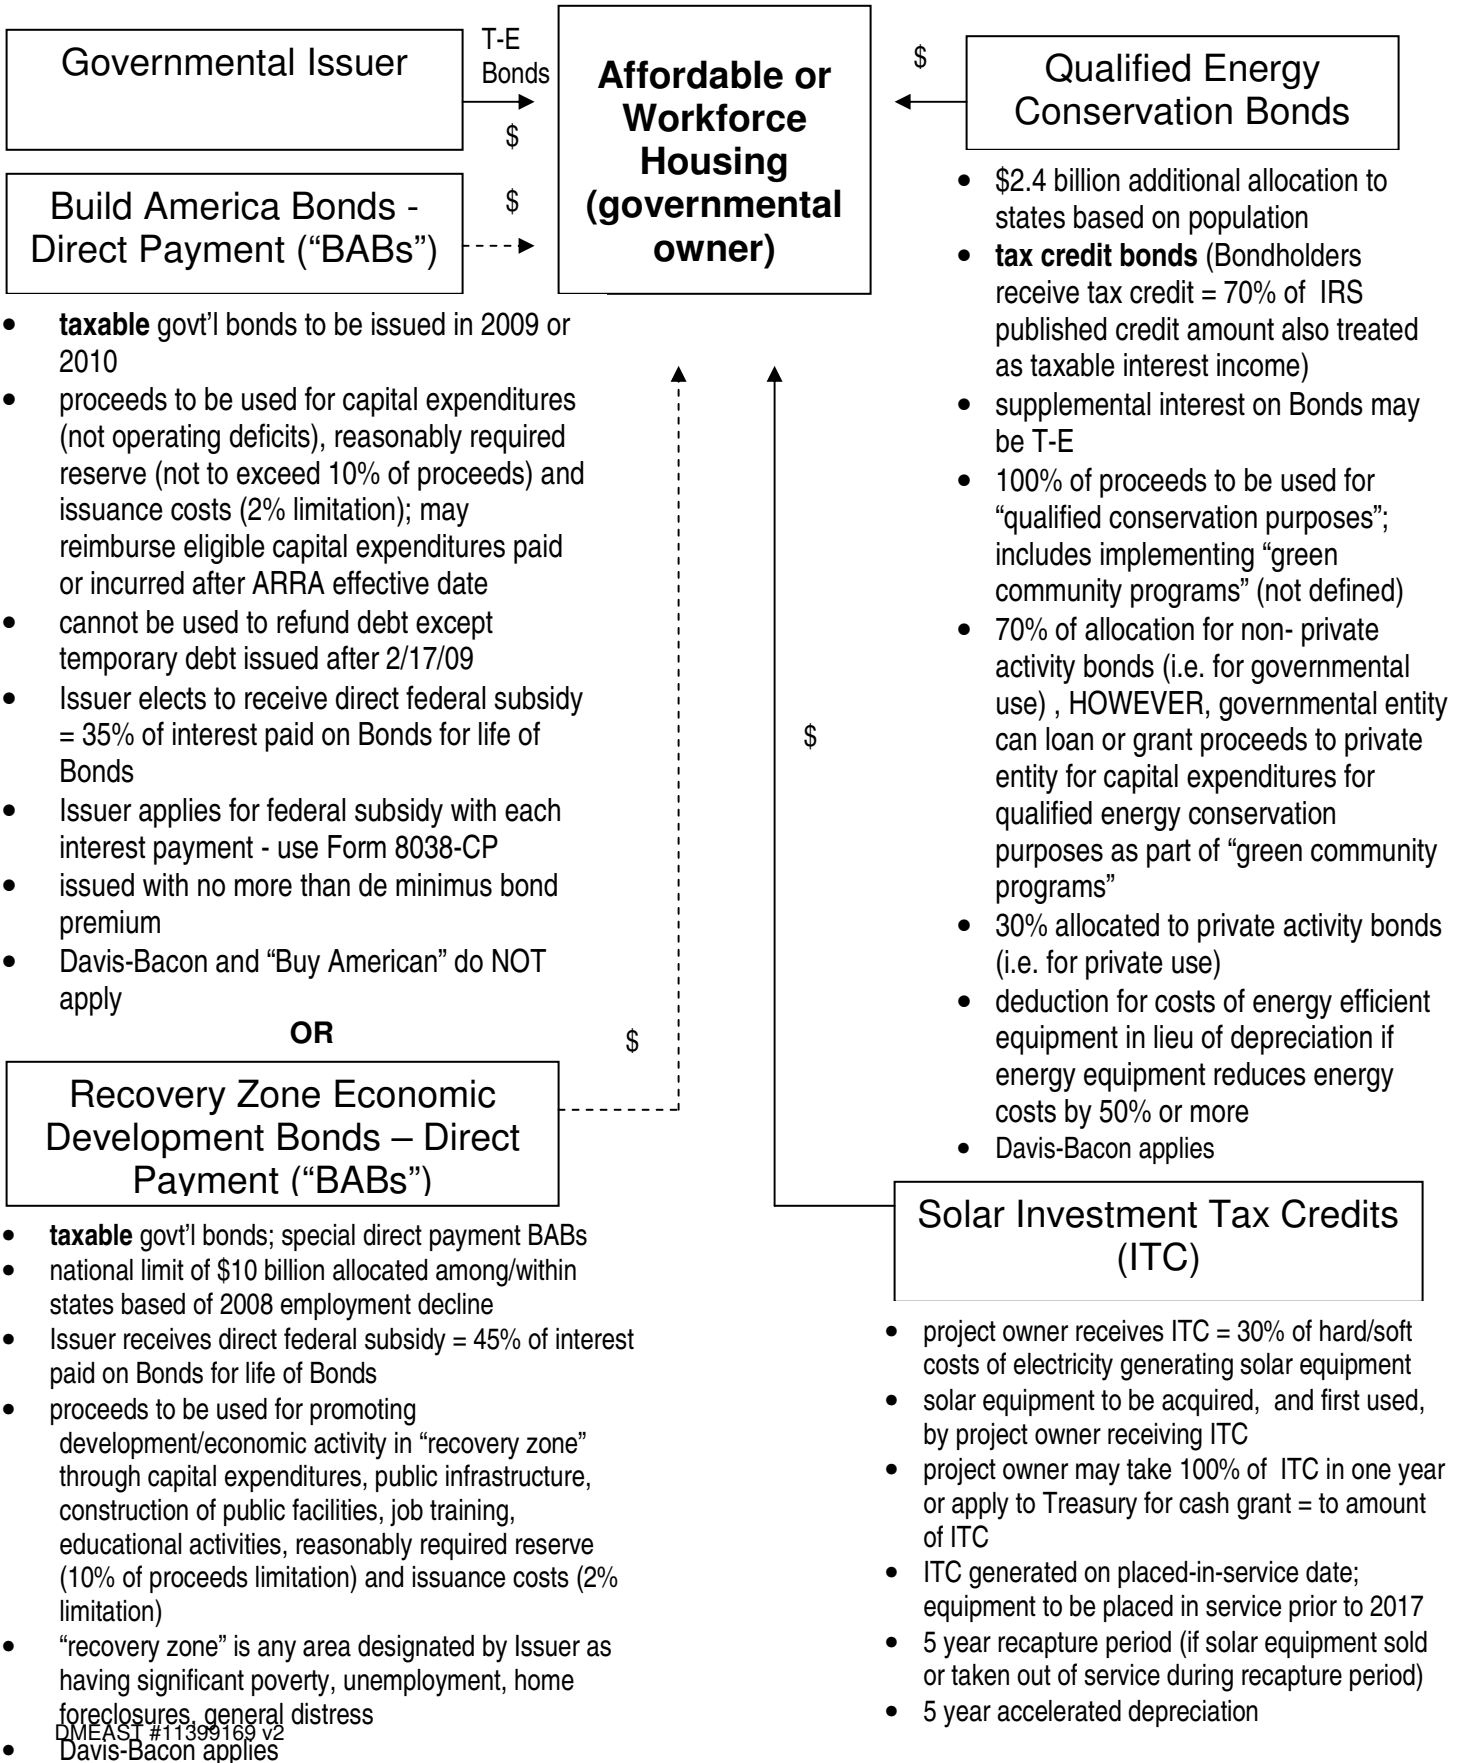 Governmental Issuer
T-E
Bonds
$
Affordable or
Workforce
Housing
(governmental
owner)
$
Qualified Energy
Conservation Bonds
Build America Bonds -
Direct Payment (“BABs”)
$
• taxable govt’l bonds to be issued in 2009 or
2010
• proceeds to be used for capital expenditures
(not operating deficits), reasonably required
reserve (not to exceed 10% of proceeds) and
issuance costs (2% limitation); may
reimburse eligible capital expenditures paid
or incurred after ARRA effective date
• cannot be used to refund debt except
temporary debt issued after 2/17/09
• Issuer elects to receive direct federal subsidy
= 35% of interest paid on Bonds for life of
Bonds
• Issuer applies for federal subsidy with each
interest payment - use Form 8038-CP
• issued with no more than de minimus bond
premium
• Davis-Bacon and “Buy American” do NOT
apply
OR
$
Recovery Zone Economic
Development Bonds – Direct
Payment (“BABs”)
• taxable govt’l bonds; special direct payment BABs
• national limit of $10 billion allocated among/within
states based of 2008 employment decline
• Issuer receives direct federal subsidy = 45% of interest
paid on Bonds for life of Bonds
• proceeds to be used for promoting
development/economic activity in “recovery zone”
through capital expenditures, public infrastructure,
construction of public facilities, job training,
educational activities, reasonably required reserve
(10% of proceeds limitation) and issuance costs (2%
limitation)
• “recovery zone” is any area designated by Issuer as
having significant poverty, unemployment, home
foreclosures, general distress
DMEAST #11399169 v2
• Davis-Bacon applies
$
• $2.4 billion additional allocation to
states based on population
• tax credit bonds (Bondholders
receive tax credit = 70% of IRS
published credit amount also treated
as taxable interest income)
• supplemental interest on Bonds may
be T-E
• 100% of proceeds to be used for
“qualified conservation purposes”;
includes implementing “green
community programs” (not defined)
• 70% of allocation for non- private
activity bonds (i.e. for governmental
use) , HOWEVER, governmental entity
can loan or grant proceeds to private
entity for capital expenditures for
qualified energy conservation
purposes as part of “green community
programs”
• 30% allocated to private activity bonds
(i.e. for private use)
• deduction for costs of energy efficient
equipment in lieu of depreciation if
energy equipment reduces energy
costs by 50% or more
• Davis-Bacon applies
Solar Investment Tax Credits
(ITC)
• project owner receives ITC = 30% of hard/soft
costs of electricity generating solar equipment
• solar equipment to be acquired, and first used,
by project owner receiving ITC
• project owner may take 100% of ITC in one year
or apply to Treasury for cash grant = to amount
of ITC
• ITC generated on placed-in-service date;
equipment to be placed in service prior to 2017
• 5 year recapture period (if solar equipment sold
or taken out of service during recapture period)
• 5 year accelerated depreciation